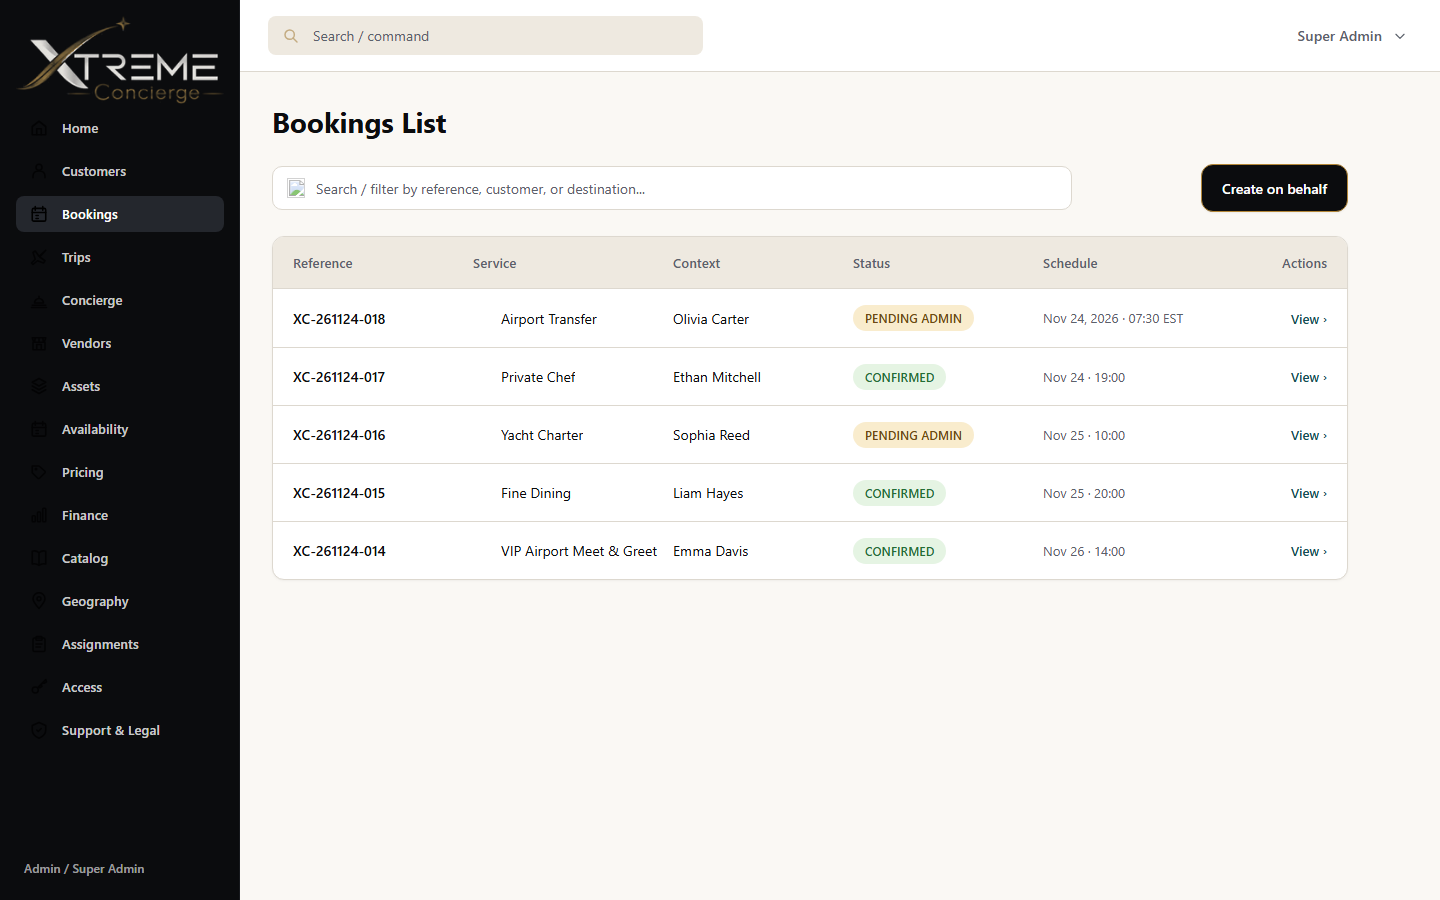 XTREME
Concierge
Search / command
Super Admin
Home
Customers
Bookings
Trips
Concierge
Vendors
Assets
Availability
Pricing
Finance
Catalog
Geography
Assignments
Access
Support & Legal
Admin / Super Admin
Bookings List
Search / filter by reference, customer, or destination...
Create on behalf
Reference Service Context Status Schedule Actions
XC-261124-018 Airport Transfer Olivia Carter PENDING ADMIN Nov 24, 2026 · 07:30 EST View ›
XC-261124-017 Private Chef Ethan Mitchell CONFIRMED Nov 24 · 19:00 View ›
XC-261124-016 Yacht Charter Sophia Reed PENDING ADMIN Nov 25 · 10:00 View ›
XC-261124-015 Fine Dining Liam Hayes CONFIRMED Nov 25 · 20:00 View ›
XC-261124-014 VIP Airport Meet & Greet Emma Davis CONFIRMED Nov 26 · 14:00 View ›